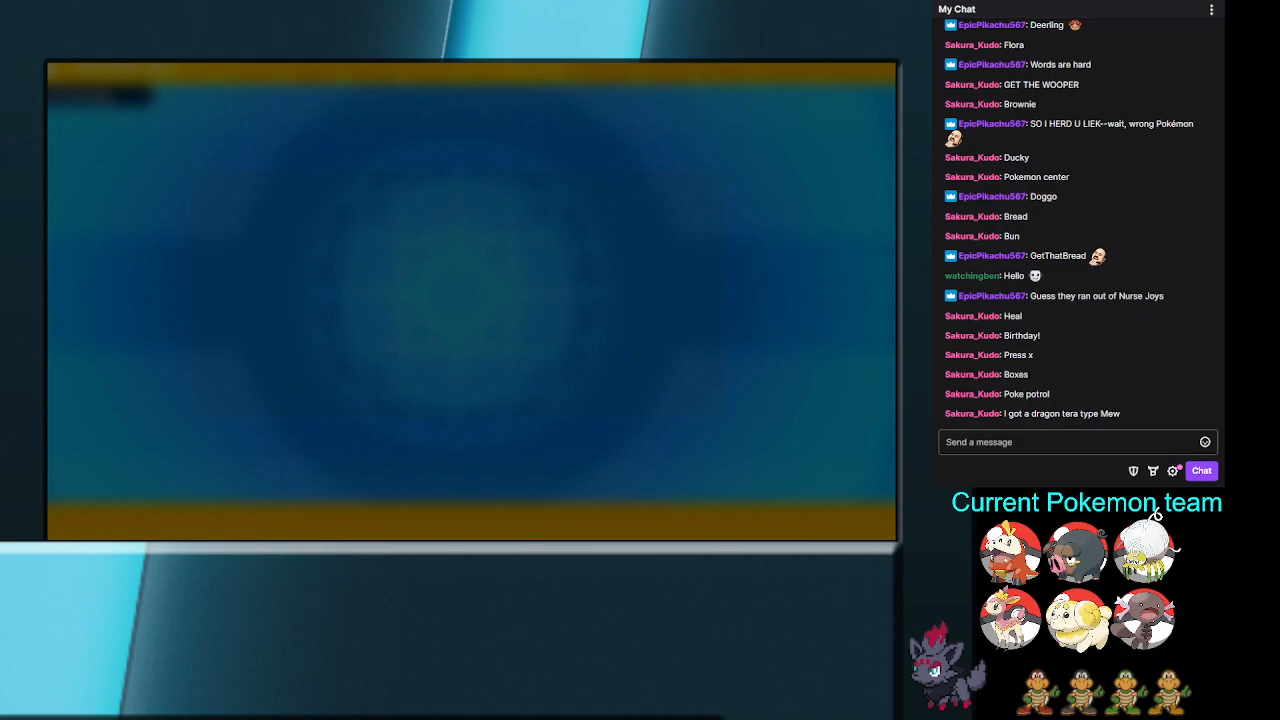 My Chat
EpicPikachu567: Deerling
Sakura_Kudo: Flora
EpicPikachu567: Words are hard
Sakura_Kudo: GET THE WOOPER
Sakura_Kudo: Brownie
EpicPikachu567: SO I HERD U LIEK--wait, wrong Pokémon
Sakura_Kudo: Ducky
Sakura_Kudo: Pokemon center
EpicPikachu567: Doggo
Sakura_Kudo: Bread
Sakura_Kudo: Bun
EpicPikachu567: GetThatBread
watchingben: Hello
EpicPikachu567: Guess they ran out of Nurse Joys
Sakura_Kudo: Heal
Sakura_Kudo: Birthday!
Sakura_Kudo: Press x
Sakura_Kudo: Boxes
Sakura_Kudo: Poke potrol
Sakura_Kudo: I got a dragon tera type Mew
Send a message
Chat
Current Pokemon team